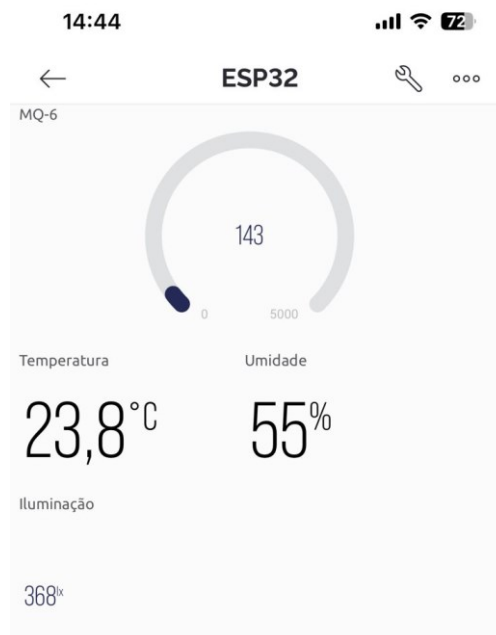 14:44 72
ESP32
MQ-6
143
0 5000
Temperatura Umidade
23,8°C 55%
Iluminação
368lx